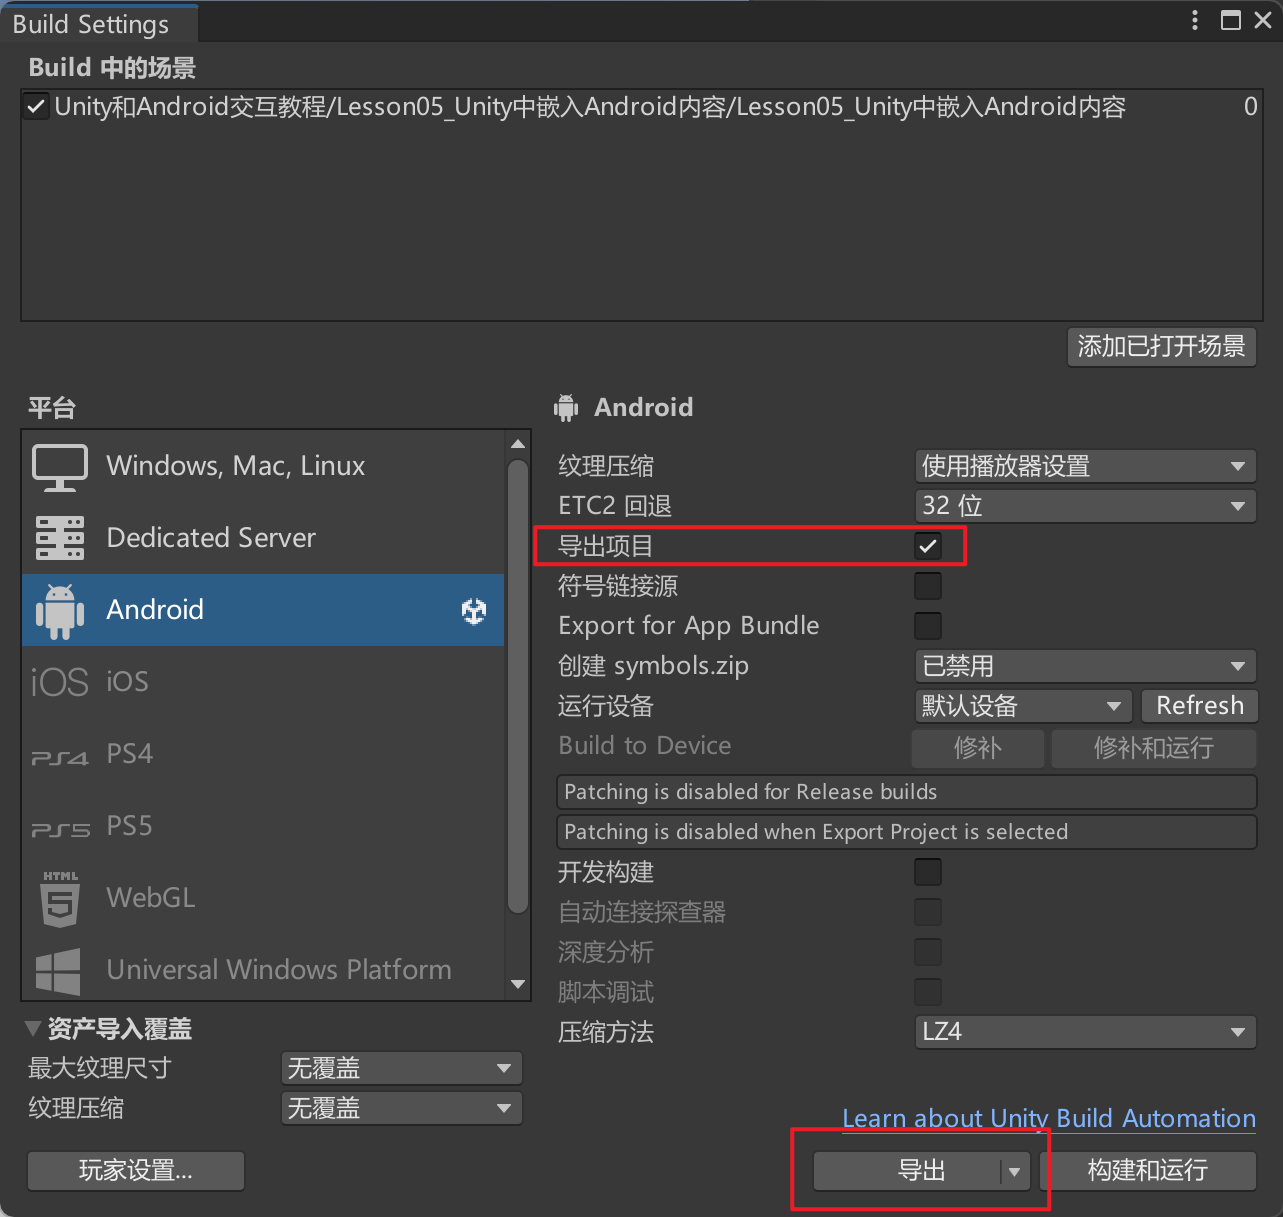 Build Settings
Build 中的场景
Unity和Android交互教程/Lesson05_Unity中嵌入Android内容/Lesson05_Unity中嵌入Android内容 0
添加已打开场景
平台
Windows, Mac, Linux
Dedicated Server
Android
iOS iOS
PS4 PS4
PS5 PS5
HTML 5 WebGL
Universal Windows Platform
资产导入覆盖
最大纹理尺寸 无覆盖
纹理压缩 无覆盖
玩家设置...
Android
纹理压缩 使用播放器设置
ETC2 回退 32 位
导出项目
符号链接源
Export for App Bundle
创建 symbols.zip 已禁用
运行设备 默认设备 Refresh
Build to Device 修补 修补和运行
Patching is disabled for Release builds
Patching is disabled when Export Project is selected
开发构建
自动连接探查器
深度分析
脚本调试
压缩方法 LZ4
Learn about Unity Build Automation
导出 构建和运行